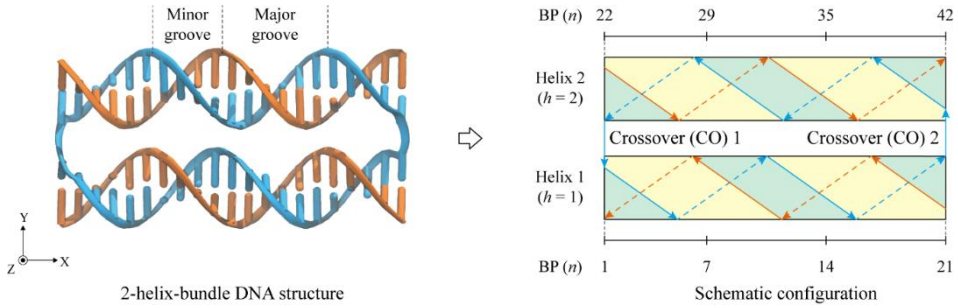 Minor
groove
Major
groove
Y
Z
X
2-helix-bundle DNA structure
BP (n)
22
29
35
42
Helix 2
(h = 2)
Crossover (CO) 1
Crossover (CO) 2
Helix 1
(h = 1)
BP (n)
1
7
14
21
Schematic configuration